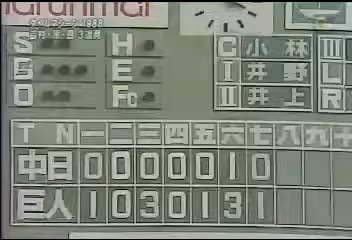 S H C 小林 III
B E I 井野 L
O Fc II 井上 R
T N 一 二 三 四 五 六 七 八 九 十
中日 0 0 0 0 0 1 0
巨人 1 0 3 0 1 3 1